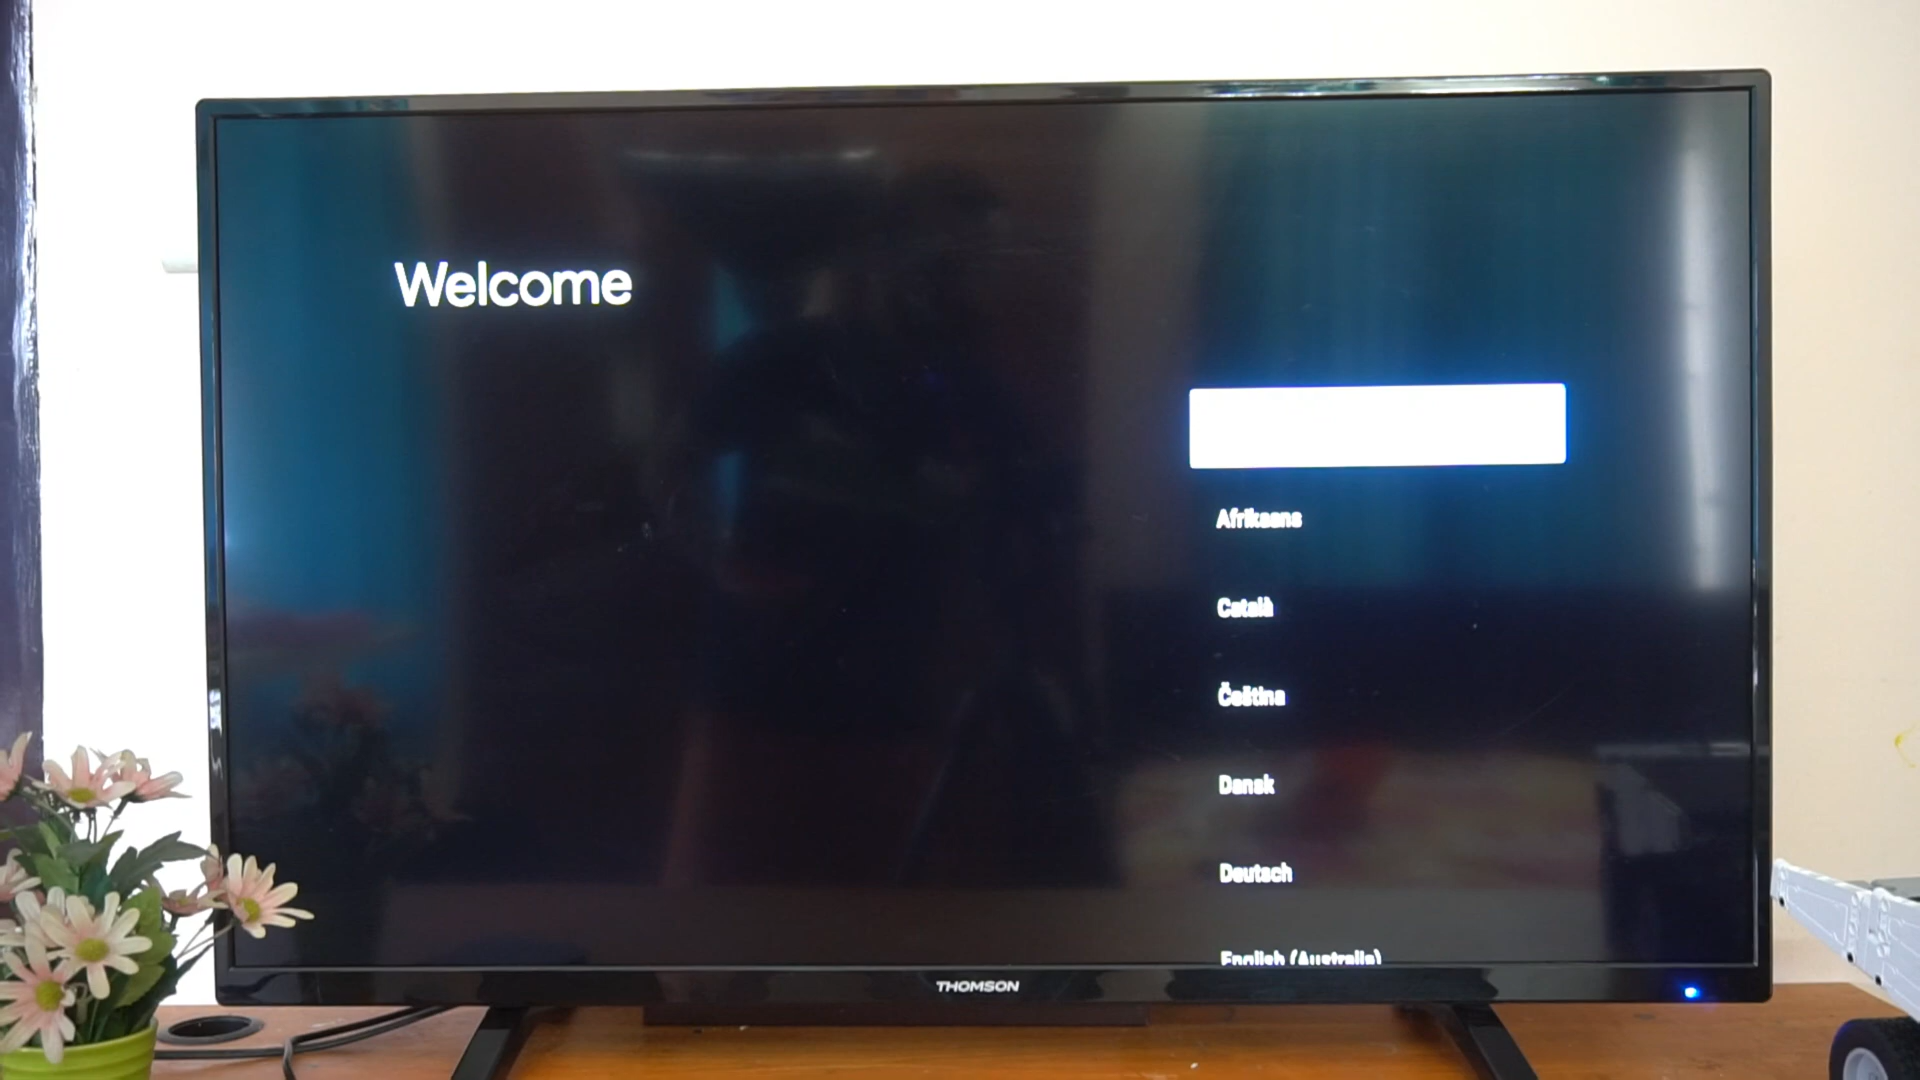 Welcome
Afrikaans
Català
Čeština
Dansk
Deutsch
English (Australia)
THOMSON